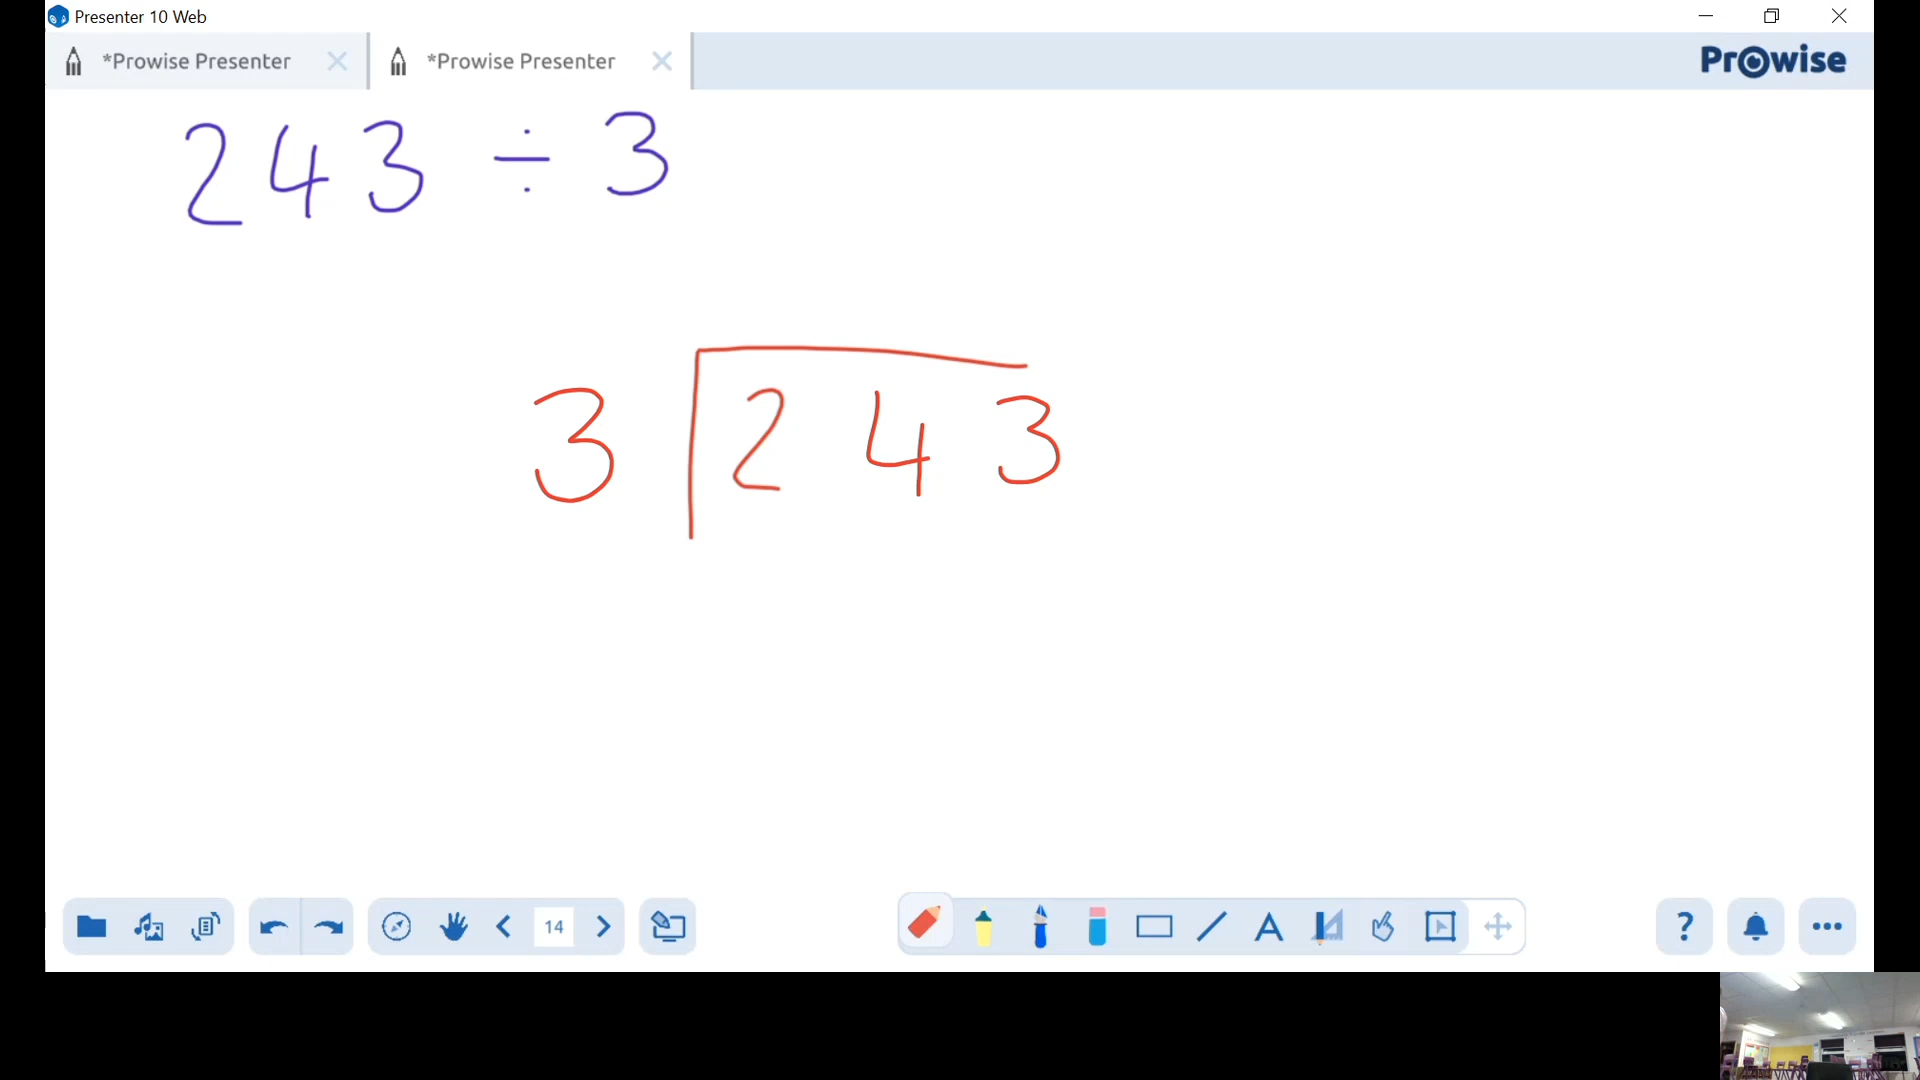 Presenter 10 Web
*Prowise Presenter *Prowise Presenter Prowise
243 ÷ 3
3 243
14 A ?